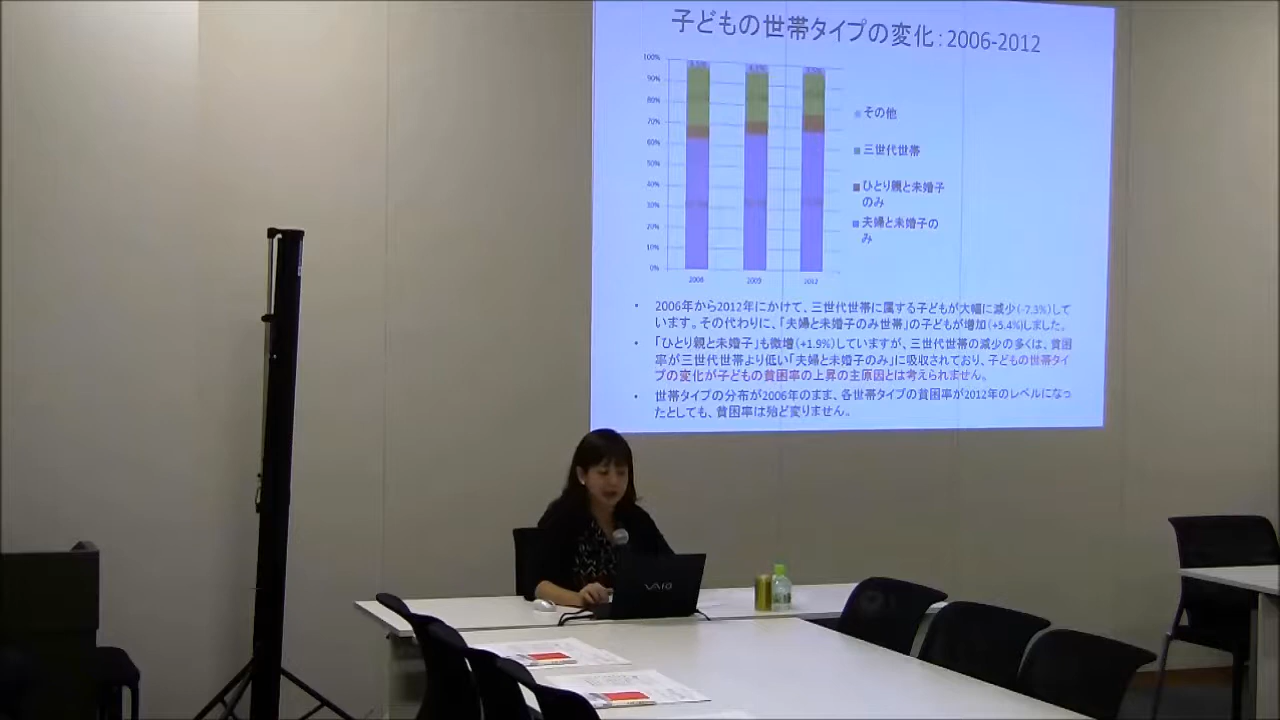 子どもの世帯タイプの変化：2006-2012
100%
90%
80%
70%
60%
50%
40%
30%
20%
10%
0%
2006
2009
2012
その他
三世代世帯
ひとり親と未婚子
のみ
夫婦と未婚子の
み
• 2006年から2012年にかけて、三世代世帯に属する子どもが大幅に減少(-7.3%)して
います。その代わりに、「夫婦と未婚子のみ世帯」の子どもが増加(+5.4%)しました。
• 「ひとり親と未婚子」も微増(+1.9%)していますが、三世代世帯の減少の多くは、貧困
率が三世代世帯より低い「夫婦と未婚子のみ」に吸収されており、子どもの世帯タイ
プの変化が子どもの貧困率の上昇の主原因とは考えられません。
• 世帯タイプの分布が2006年のまま、各世帯タイプの貧困率が2012年のレベルになっ
たとしても、貧困率は殆ど変りません。
VAIO